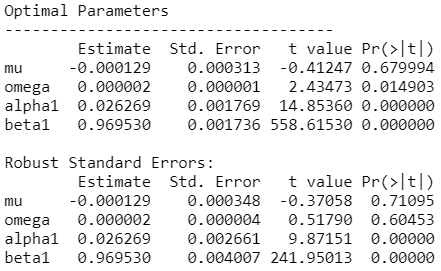 Optimal Parameters
------------------------------------
Estimate Std. Error t value Pr(>|t|)
mu -0.000129 0.000313 -0.41247 0.679994
omega 0.000002 0.000001 2.43473 0.014903
alpha1 0.026269 0.001769 14.85360 0.000000
beta1 0.969530 0.001736 558.61530 0.000000
Robust Standard Errors:
Estimate Std. Error t value Pr(>|t|)
mu -0.000129 0.000348 -0.37058 0.71095
omega 0.000002 0.000004 0.51790 0.60453
alpha1 0.026269 0.002661 9.87151 0.00000
beta1 0.969530 0.004007 241.95013 0.00000